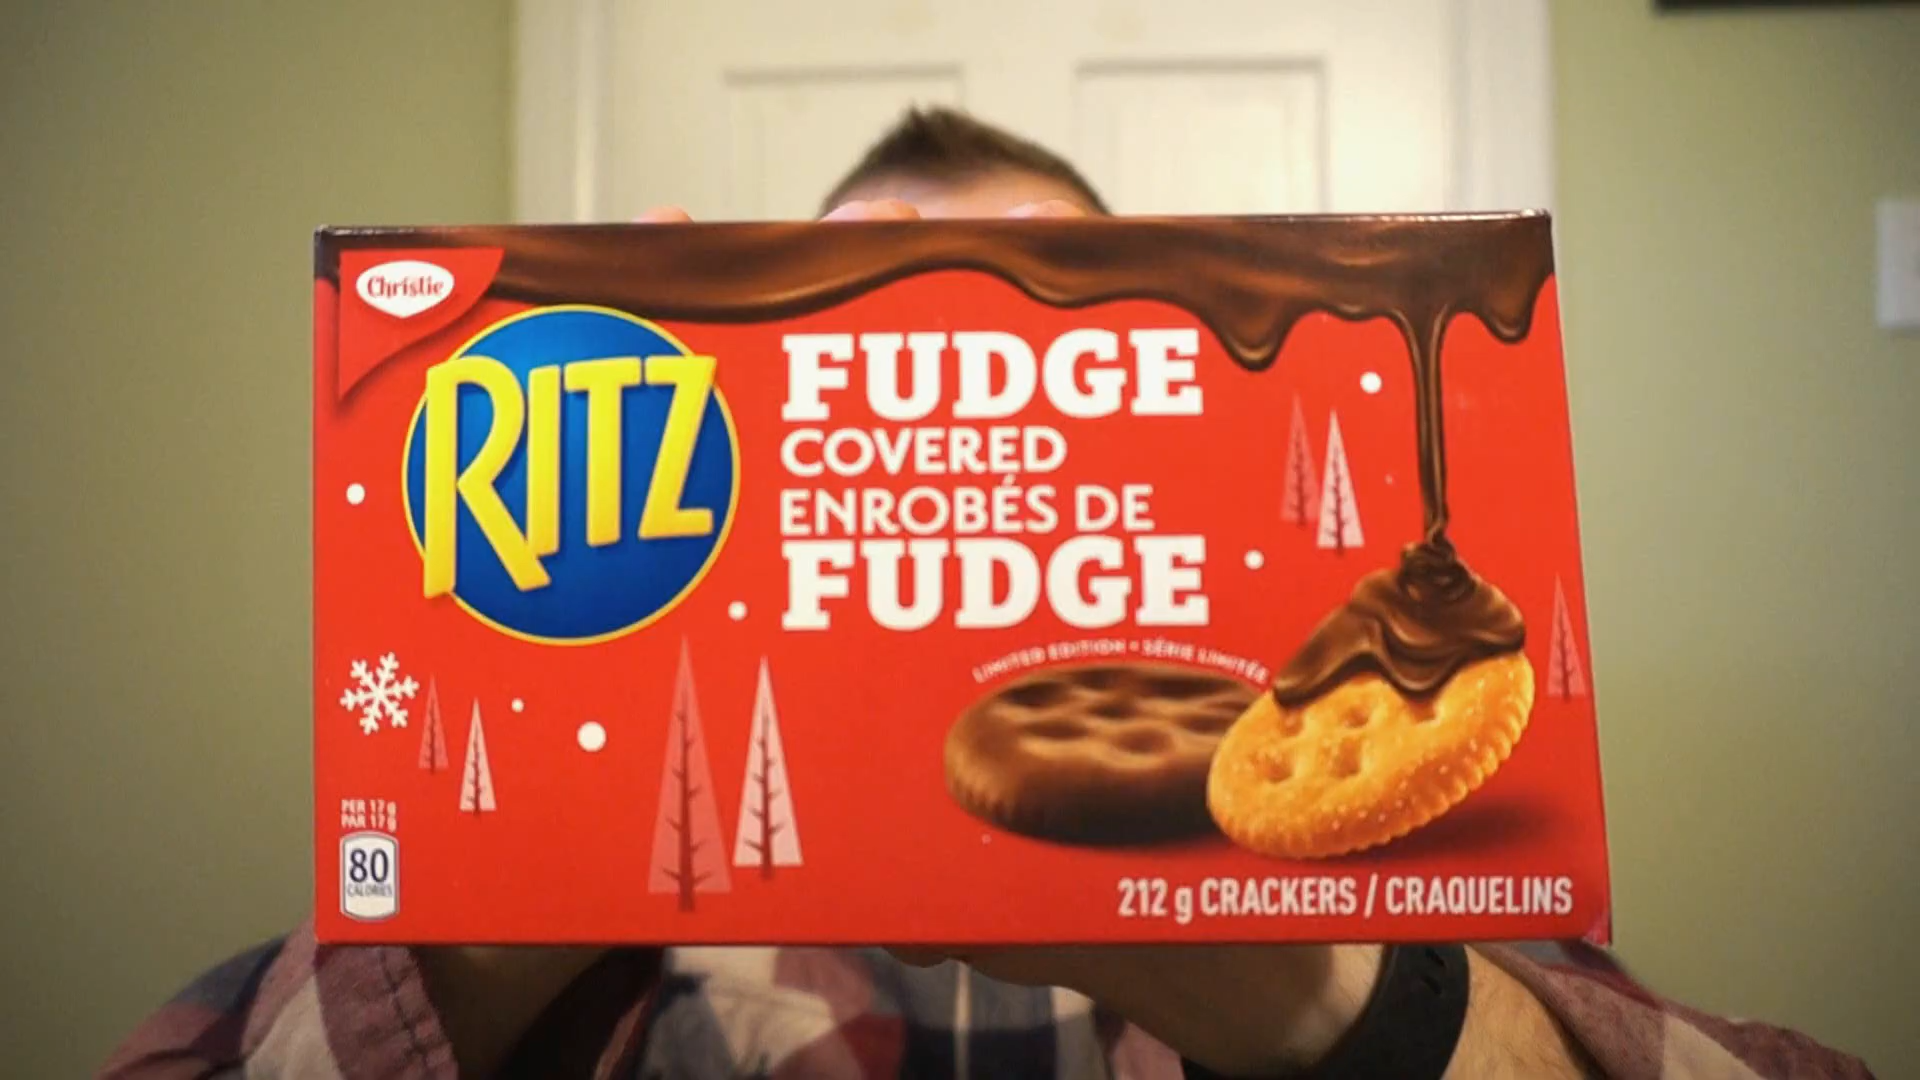 Christie
RITZ
FUDGE
COVERED
ENROBÉS DE
FUDGE
LIMITED EDITION • SÉRIE LIMITÉE
PER 17 g
PAR 17 g
80
CALORIES
212 g CRACKERS / CRAQUELINS